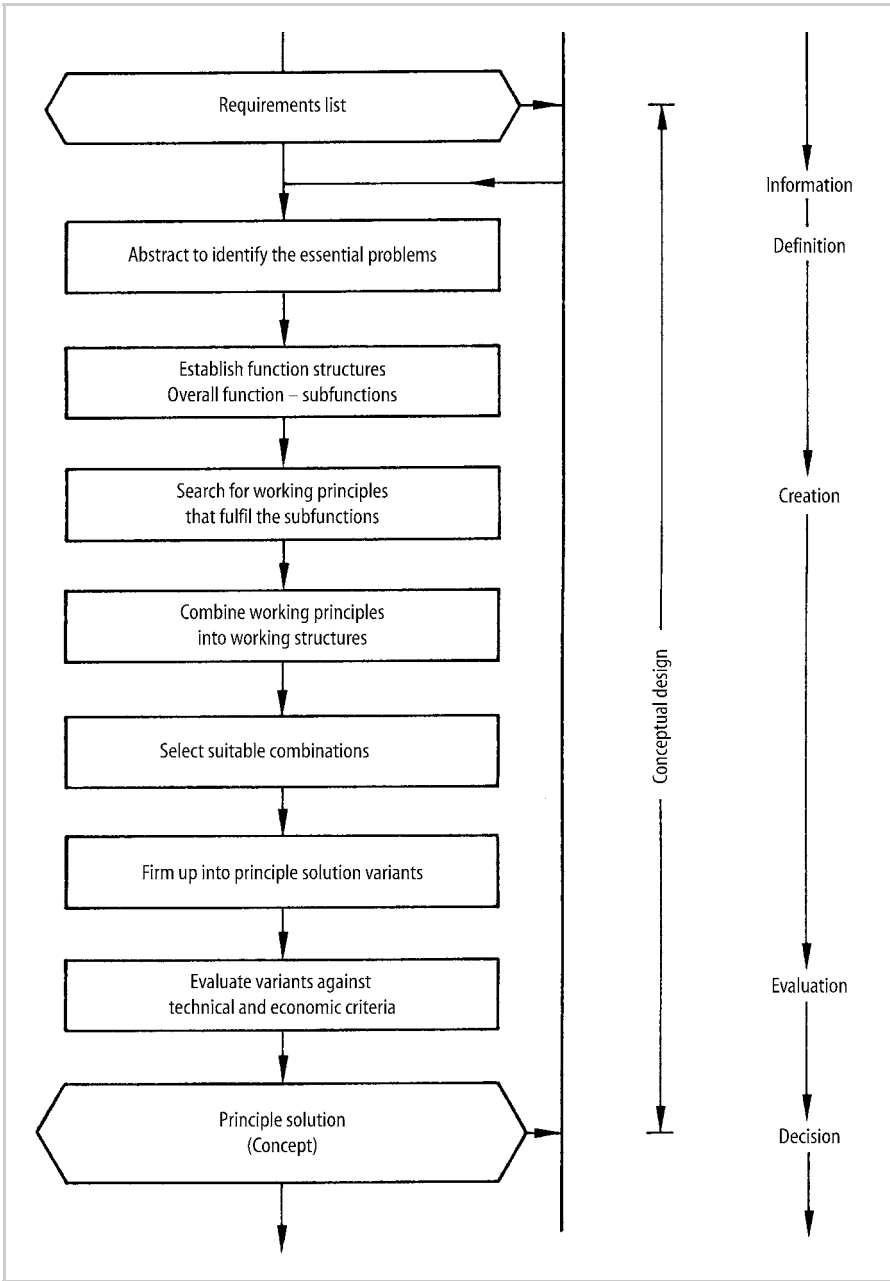 Requirements list
Abstract to identify the essential problems
Establish function structures
Overall function – subfunctions
Search for working principles
that fulfil the subfunctions
Combine working principles
into working structures
Select suitable combinations
Firm up into principle solution variants
Evaluate variants against
technical and economic criteria
Principle solution
(Concept)
Conceptual design
Information
Definition
Creation
Evaluation
Decision